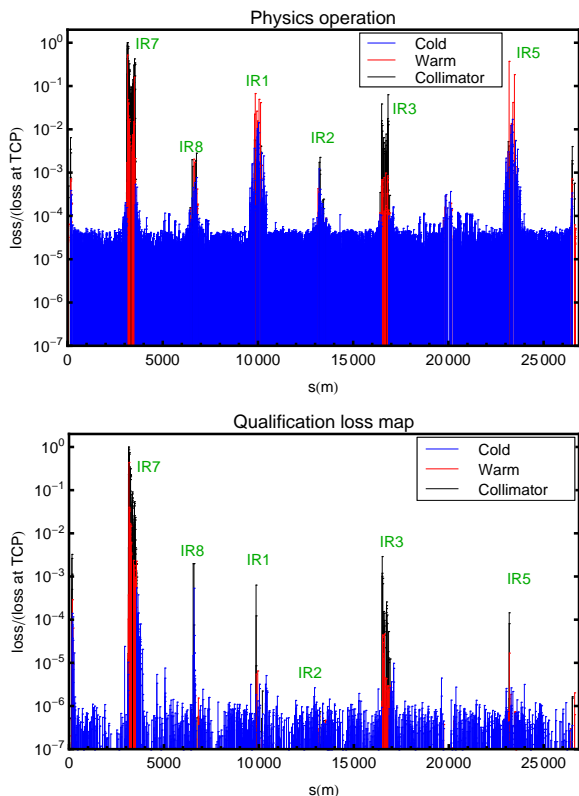 Physics operation
10^0
10^-1
10^-2
10^-3
10^-4
10^-5
10^-6
10^-7
loss/(loss at TCP)
IR7
IR8
IR1
IR2
IR3
IR5
Cold
Warm
Collimator
0 5000 10 000 15 000 20 000 25 000
s(m)
Qualification loss map
10^0
10^-1
10^-2
10^-3
10^-4
10^-5
10^-6
10^-7
loss/(loss at TCP)
IR7
IR8
IR1
IR2
IR3
IR5
Cold
Warm
Collimator
0 5000 10 000 15 000 20 000 25 000
s(m)